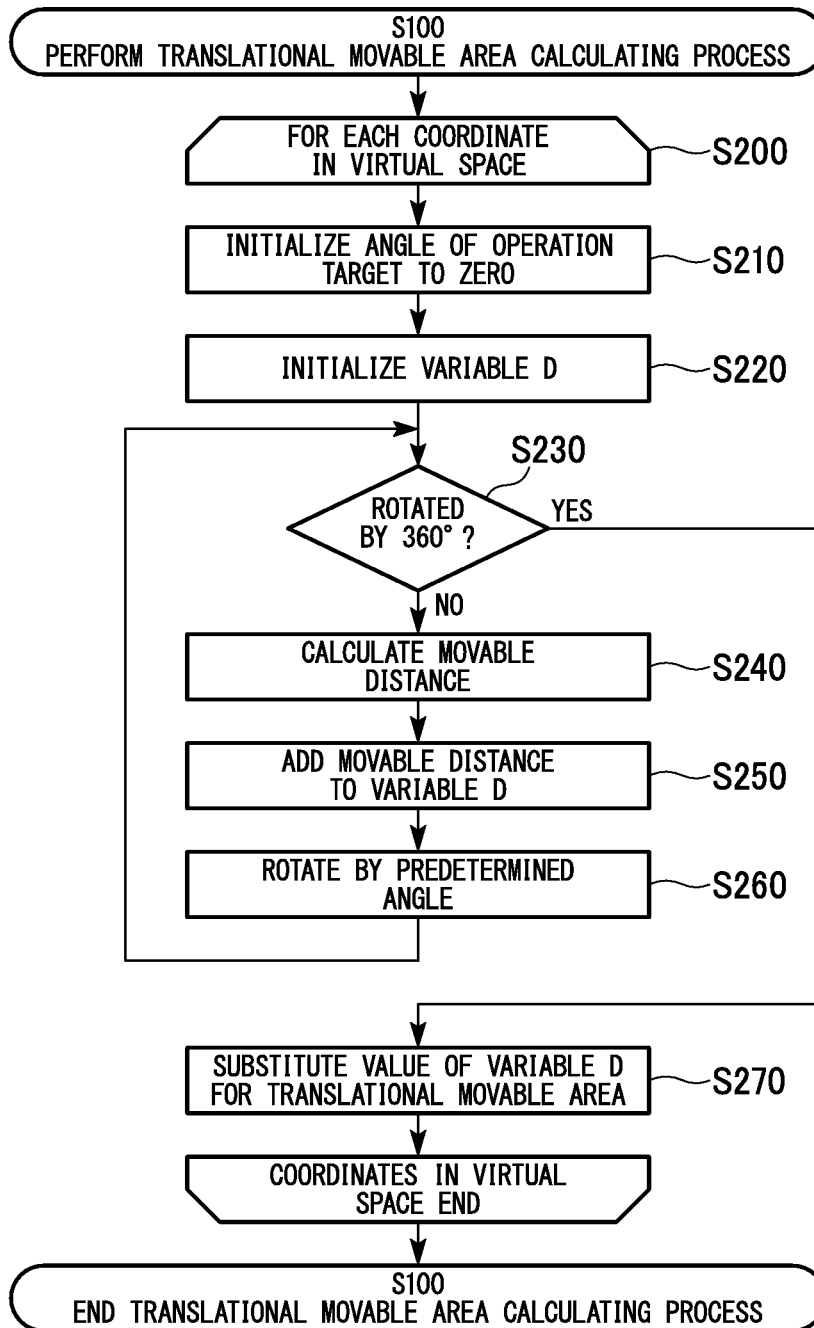 S100
PERFORM TRANSLATIONAL MOVABLE AREA CALCULATING PROCESS
FOR EACH COORDINATE
IN VIRTUAL SPACE
S200
INITIALIZE ANGLE OF OPERATION
TARGET TO ZERO
S210
INITIALIZE VARIABLE D
S220
S230
ROTATED
BY 360° ?
YES
NO
CALCULATE MOVABLE
DISTANCE
S240
ADD MOVABLE DISTANCE
TO VARIABLE D
S250
ROTATE BY PREDETERMINED
ANGLE
S260
SUBSTITUTE VALUE OF VARIABLE D
FOR TRANSLATIONAL MOVABLE AREA
S270
COORDINATES IN VIRTUAL
SPACE END
S100
END TRANSLATIONAL MOVABLE AREA CALCULATING PROCESS